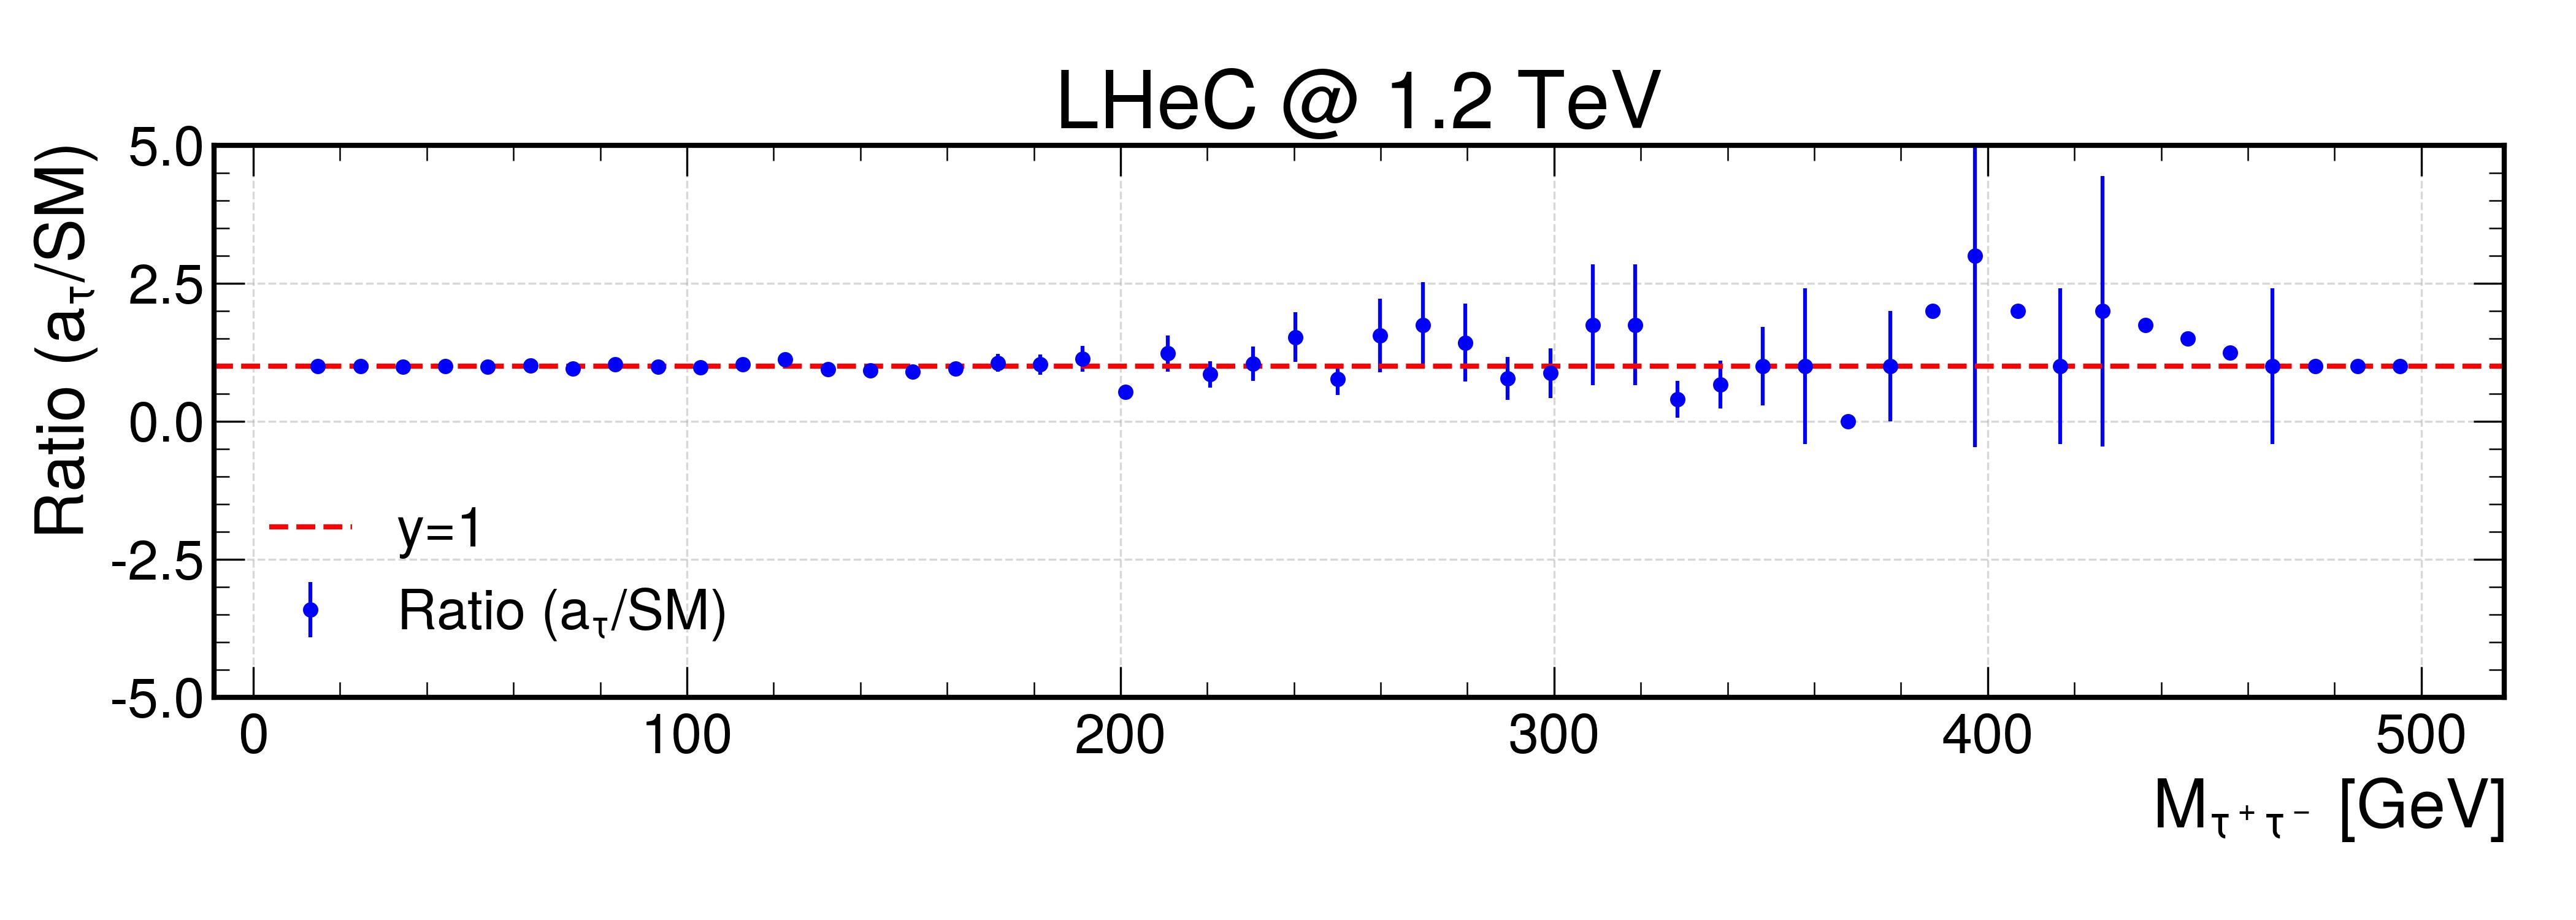 LHeC @ 1.2 TeV
Ratio (aτ/SM)
5.0
2.5
0.0
-2.5
-5.0
y=1
Ratio (aτ/SM)
0 100 200 300 400 500
Mτ⁺τ⁻ [GeV]